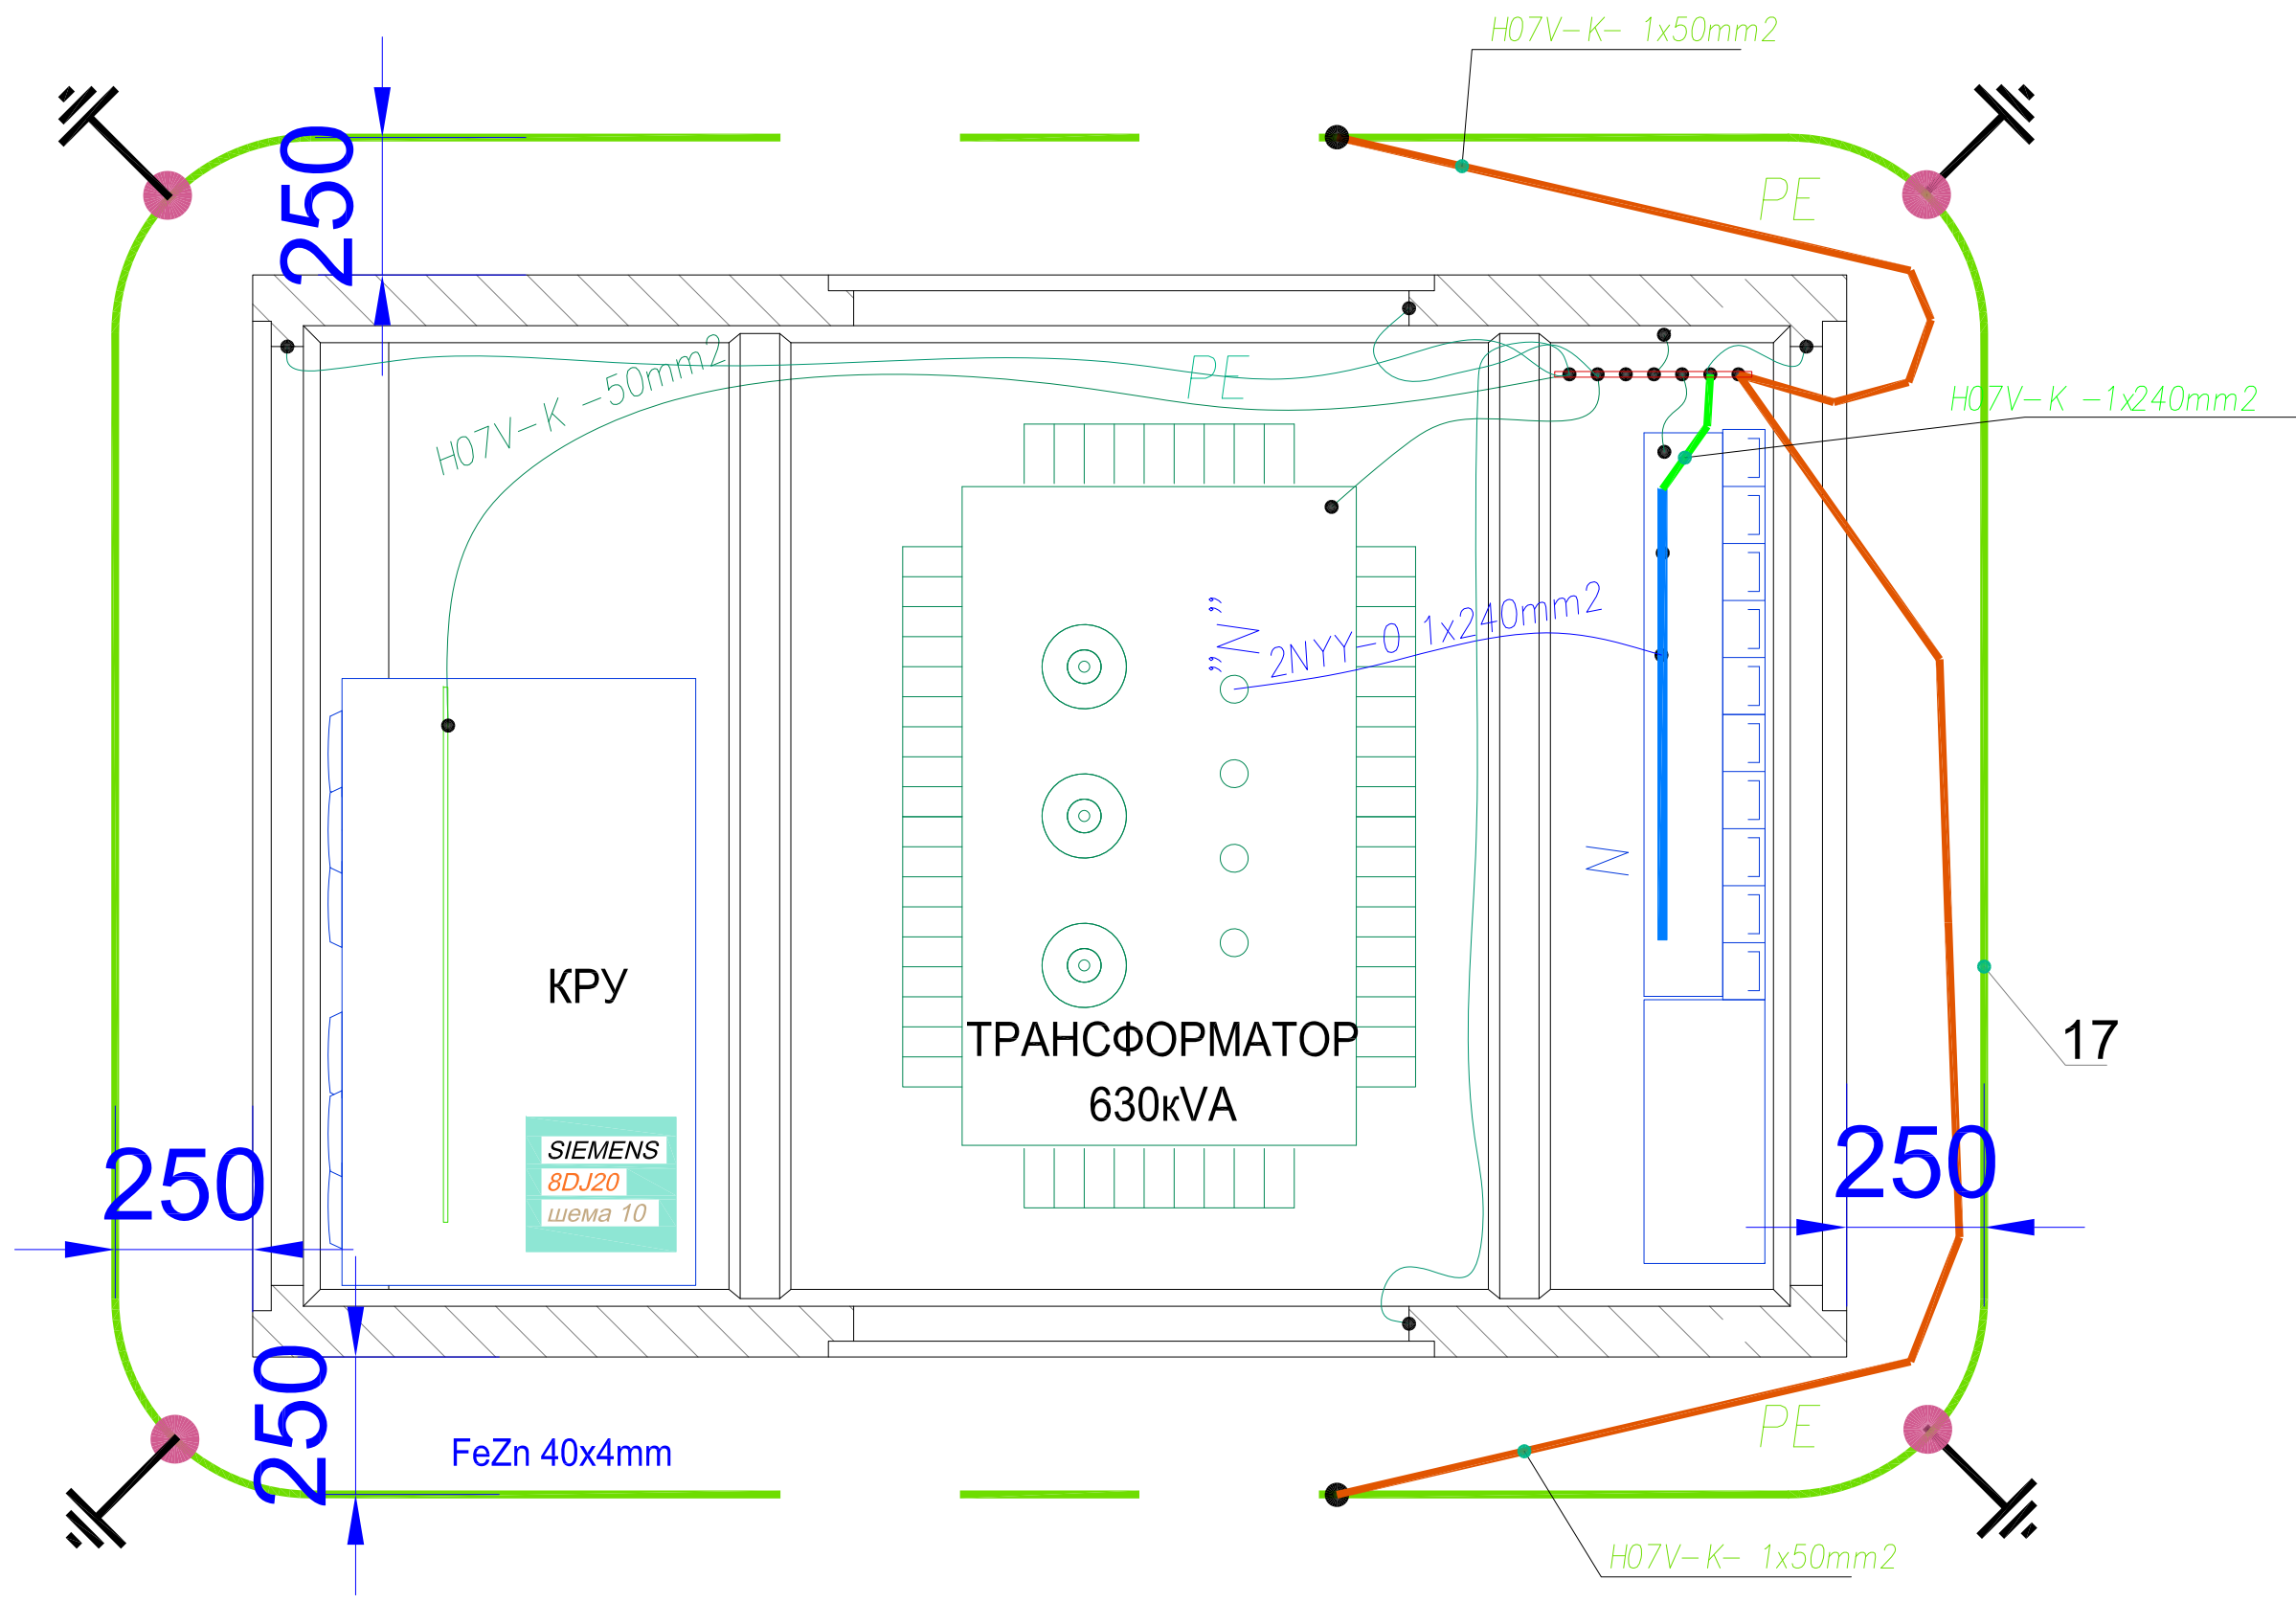 H07V-K- 1x50mm2
250
PE
H07V-K -50mm2
PE
H07V-K -1x240mm2
„N”
2NYY-0 1x240mm2
N
КРУ
ТРАНСФОРМАТОР
630кVA
17
SIEMENS
8DJ20
шема 10
250
250
250
FeZn 40x4mm
PE
H07V-K- 1x50mm2